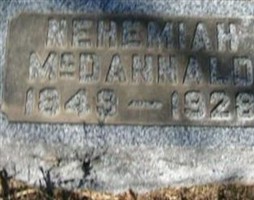 NEHEMIAH
McDANNALD
1849 — 1928